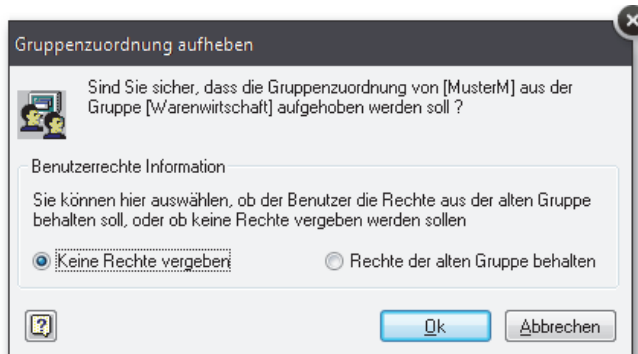 Gruppenzuordnung aufheben
Sind Sie sicher, dass die Gruppenzuordnung von [MusterM] aus der
Gruppe [Warenwirtschaft] aufgehoben werden soll ?
Benutzerrechte Information
Sie können hier auswählen, ob der Benutzer die Rechte aus der alten Gruppe
behalten soll, oder ob keine Rechte vergeben werden sollen
Keine Rechte vergeben Rechte der alten Gruppe behalten
Ok Abbrechen